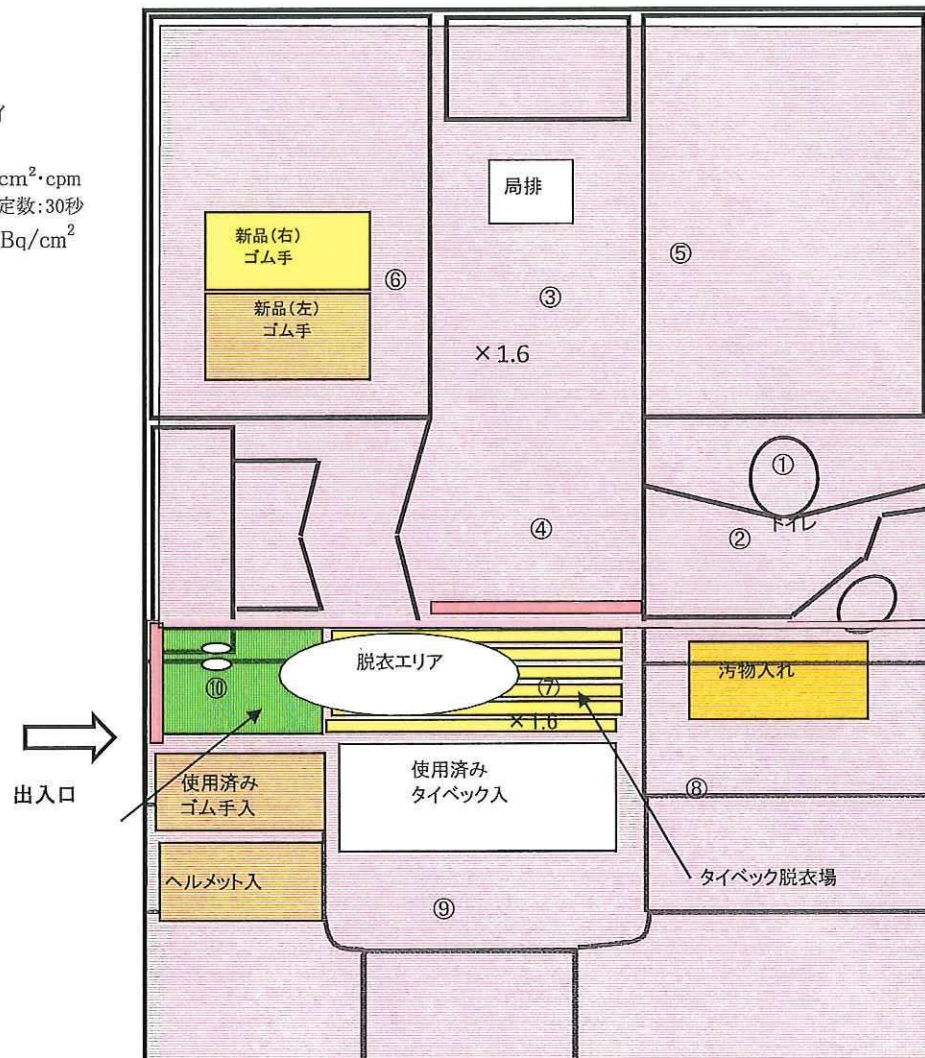 イ
cm²・cpm
定数:30秒
Bq/cm²
局排
新品(右)
ゴム手
⑥
⑤
③
新品(左)
ゴム手
×1.6
①
④
②
トイレ
脱衣エリア
汚物入れ
⑩
⑦
×1.6
出入口
使用済み
ゴム手入
使用済み
タイベック入
⑧
ヘルメット入
タイベック脱衣場
⑨